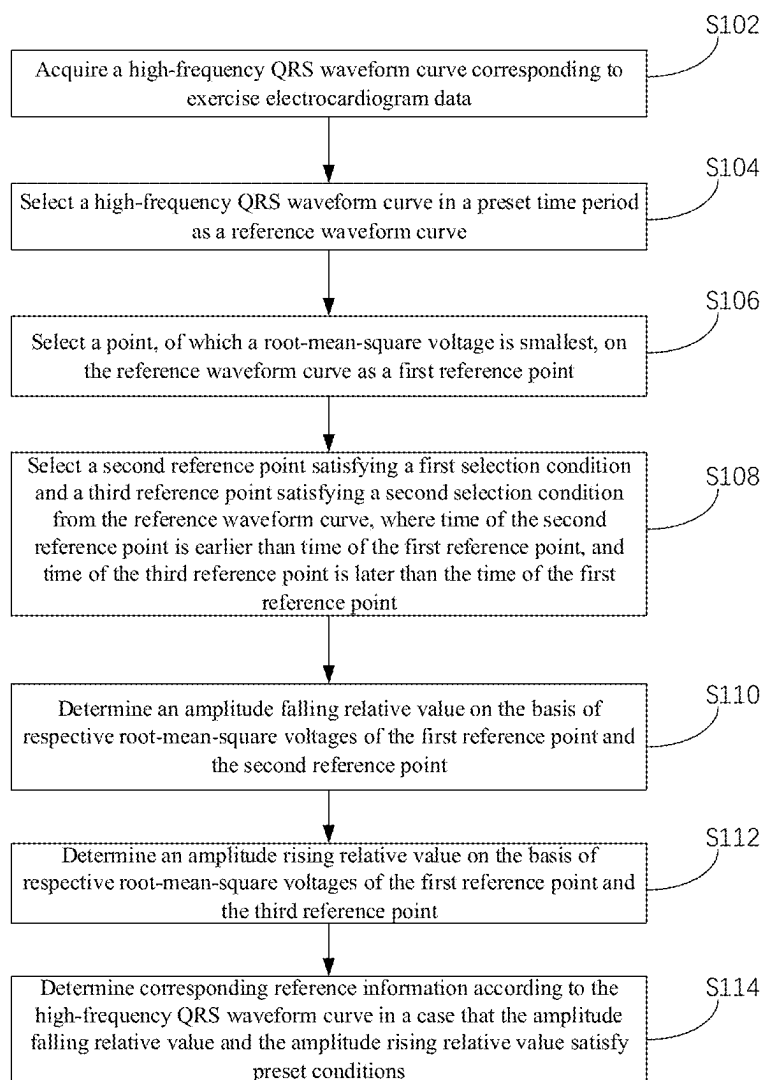 S102
Acquire a high-frequency QRS waveform curve corresponding to
exercise electrocardiogram data
S104
Select a high-frequency QRS waveform curve in a preset time period
as a reference waveform curve
S106
Select a point, of which a root-mean-square voltage is smallest, on
the reference waveform curve as a first reference point
S108
Select a second reference point satisfying a first selection condition
and a third reference point satisfying a second selection condition
from the reference waveform curve, where time of the second
reference point is earlier than time of the first reference point, and
time of the third reference point is later than the time of the first
reference point
S110
Determine an amplitude falling relative value on the basis of
respective root-mean-square voltages of the first reference point and
the second reference point
S112
Determine an amplitude rising relative value on the basis of
respective root-mean-square voltages of the first reference point and
the third reference point
S114
Determine corresponding reference information according to the
high-frequency QRS waveform curve in a case that the amplitude
falling relative value and the amplitude rising relative value satisfy
preset conditions